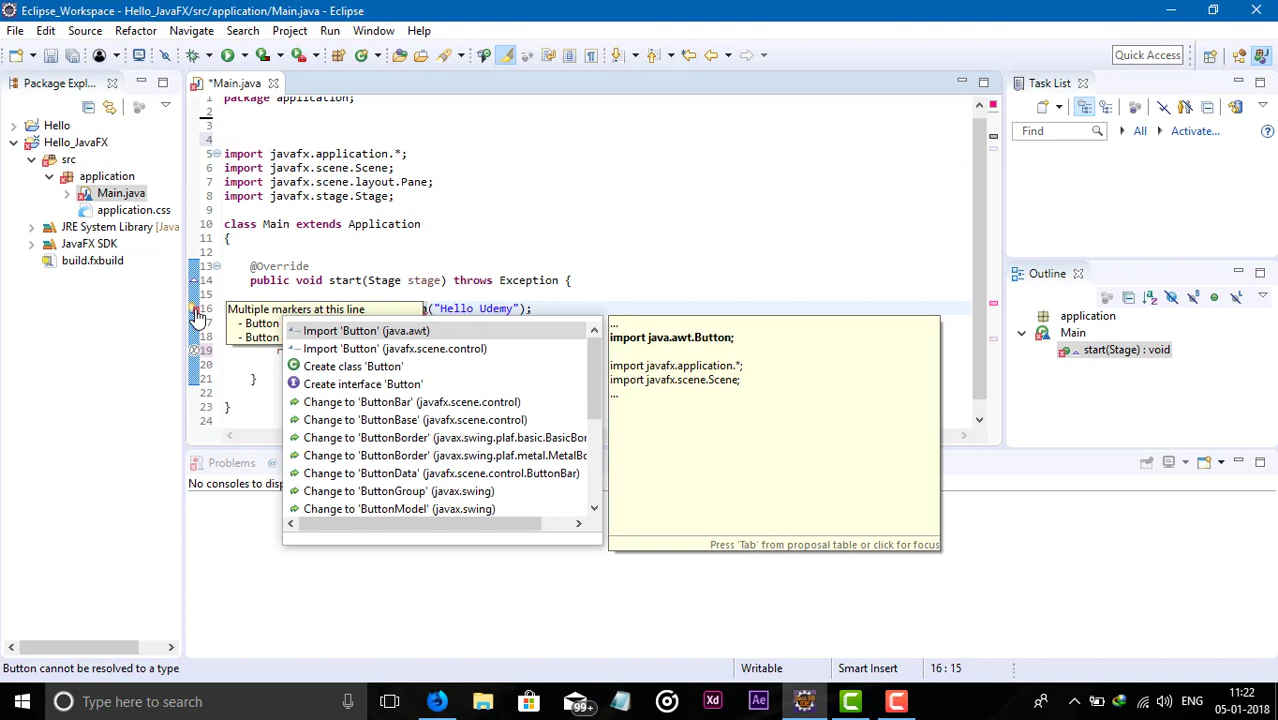 Eclipse_Workspace - Hello_JavaFX/src/application/Main.java - Eclipse
File Edit Source Refactor Navigate Search Project Run Window Help
Quick Access
Package Expl...
*Main.java
Task List
Hello
Hello_JavaFX
src
application
Main.java
application.css
JRE System Library [Java
JavaFX SDK
build.fxbuild
1 package application;
2
3
4
5 import javafx.application.*;
6 import javafx.scene.Scene;
7 import javafx.scene.layout.Pane;
8 import javafx.stage.Stage;
9
10 class Main extends Application
11 {
12
13 @Override
14 public void start(Stage stage) throws Exception {
15
16 ("Hello Udemy");
Multiple markers at this line
- Button
- Button
18
19
20
21 }
22
23 }
24
Import 'Button' (java.awt)
Import 'Button' (javafx.scene.control)
Create class 'Button'
Create interface 'Button'
Change to 'ButtonBar' (javafx.scene.control)
Change to 'ButtonBase' (javafx.scene.control)
Change to 'ButtonBorder' (javax.swing.plaf.basic.BasicBor
Change to 'ButtonBorder' (javax.swing.plaf.metal.MetalBo
Change to 'ButtonData' (javafx.scene.control.ButtonBar)
Change to 'ButtonGroup' (javax.swing)
Change to 'ButtonModel' (javax.swing)
...
import java.awt.Button;
import javafx.application.*;
import javafx.scene.Scene;
...
Press 'Tab' from proposal table or click for focus
Find
All
Activate...
Outline
application
Main
start(Stage) : void
Problems @
No consoles to disp
Button cannot be resolved to a type
Writable
Smart Insert
16 : 15
Type here to search
99+
Xd
Ae
ENG
11:22
05-01-2018